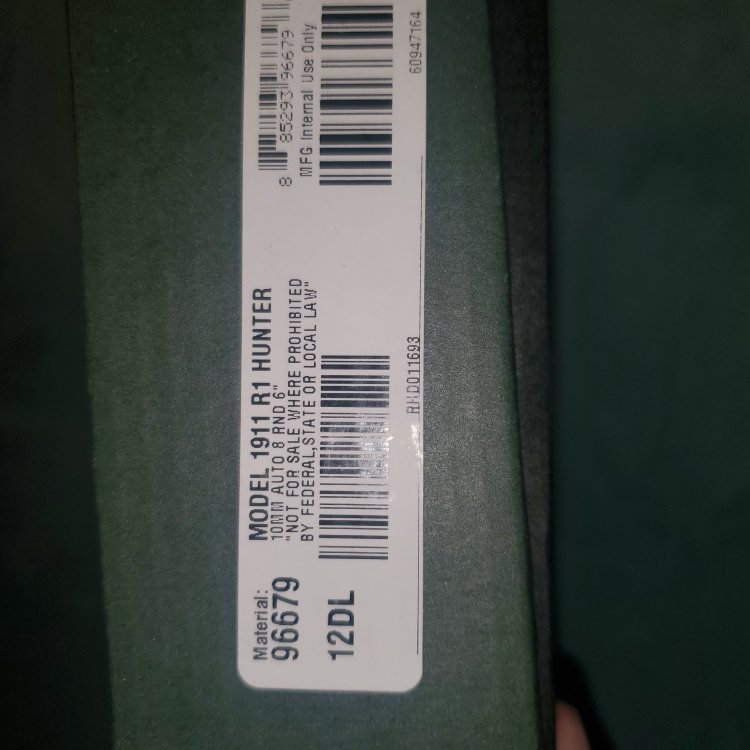 Material:
96679
12DL
MODEL 1911 R1 HUNTER
10MM AUTO 8 RND 6"
"NOT FOR SALE WHERE PROHIBITED
BY FEDERAL,STATE OR LOCAL LAW"
RHD011693
8 85293 96679
MFG Internal Use Only
60947164